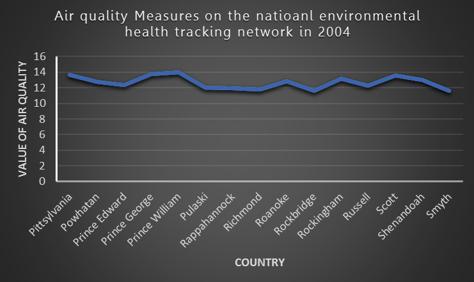 Air quality Measures on the natioanl environmental
health tracking network in 2004
VALUE OF AIR QUALITY
16
14
12
10
8
6
4
2
0
Pittsylvania
Powhatan
Prince Edward
Prince George
Prince William
Pulaski
Rappahannock
Richmond
Roanoke
Rockbridge
Rockingham
Russell
Scott
Shenandoah
Smyth
COUNTRY